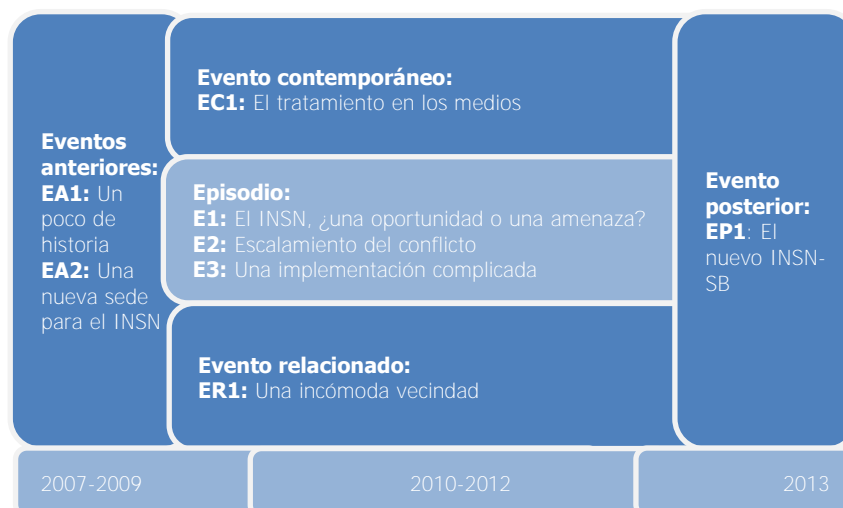 Eventos
anteriores:
EA1: Un
poco de
historia
EA2: Una
nueva sede
para el INSN
Evento contemporáneo:
EC1: El tratamiento en los medios
Episodio:
E1: El INSN, ¿una oportunidad o una amenaza?
E2: Escalamiento del conflicto
E3: Una implementación complicada
Evento relacionado:
ER1: Una incómoda vecindad
Evento
posterior:
EP1: El
nuevo INSN-
SB
2007-2009
2010-2012
2013